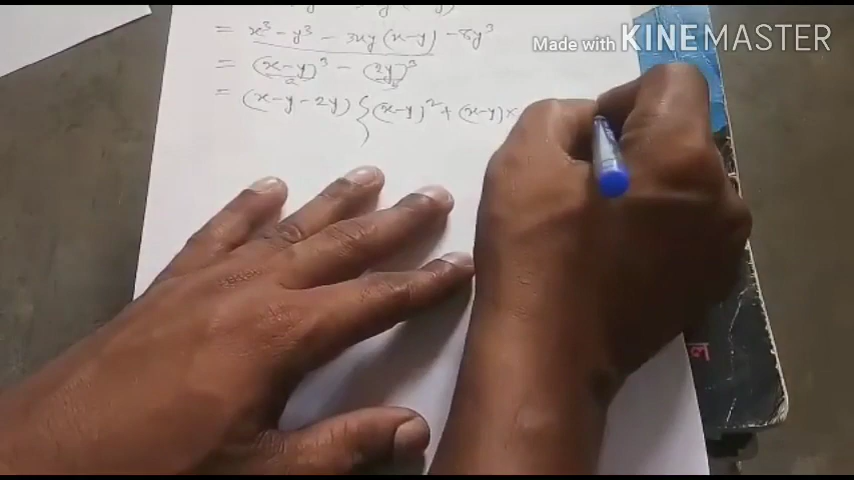 = x³ - y³ - 3xy (x-y) - 8y³
Made with KINEMASTER
= (x-y)³ - (2y)³
a b
= (x-y-2y) {(x-y)² + (x-y)×